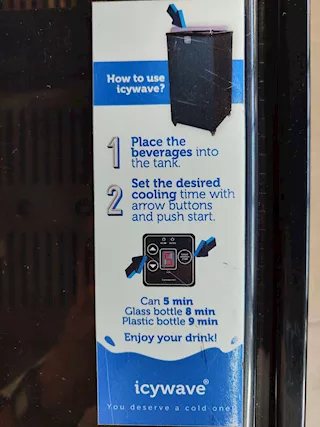 How to use
icywave?
1 Place the
beverages into
the tank.
2 Set the desired
cooling time with
arrow buttons
and push start.
Can 5 min
Glass bottle 8 min
Plastic bottle 9 min
Enjoy your drink!
icywave®
You deserve a cold one